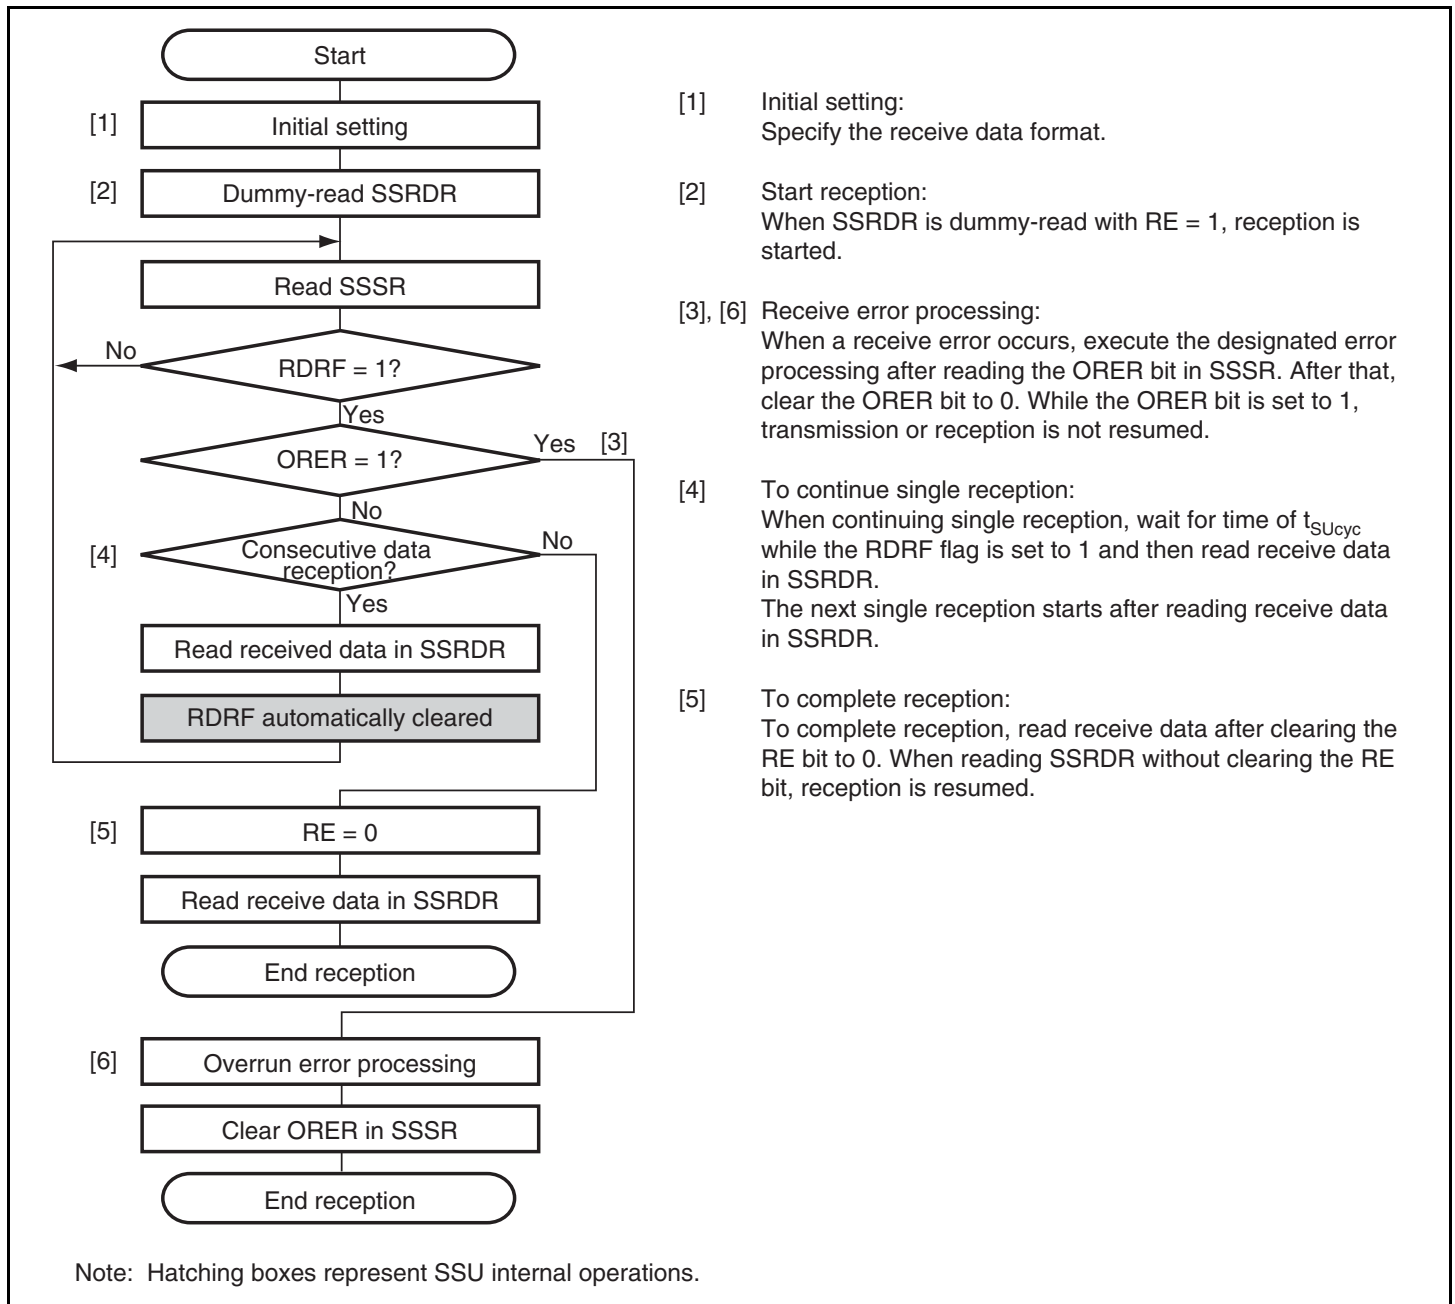 Start
[1] Initial setting
[2] Dummy-read SSRDR
Read SSSR
No
RDRF = 1?
Yes
ORER = 1?
Yes [3]
No
[4] Consecutive data
reception?
No
Yes
Read received data in SSRDR
RDRF automatically cleared
[5] RE = 0
Read receive data in SSRDR
End reception
[6] Overrun error processing
Clear ORER in SSSR
End reception
[1] Initial setting:
Specify the receive data format.
[2] Start reception:
When SSRDR is dummy-read with RE = 1, reception is
started.
[3], [6] Receive error processing:
When a receive error occurs, execute the designated error
processing after reading the ORER bit in SSSR. After that,
clear the ORER bit to 0. While the ORER bit is set to 1,
transmission or reception is not resumed.
[4] To continue single reception:
When continuing single reception, wait for time of tSUcyc
while the RDRF flag is set to 1 and then read receive data
in SSRDR.
The next single reception starts after reading receive data
in SSRDR.
[5] To complete reception:
To complete reception, read receive data after clearing the
RE bit to 0. When reading SSRDR without clearing the RE
bit, reception is resumed.
Note: Hatching boxes represent SSU internal operations.